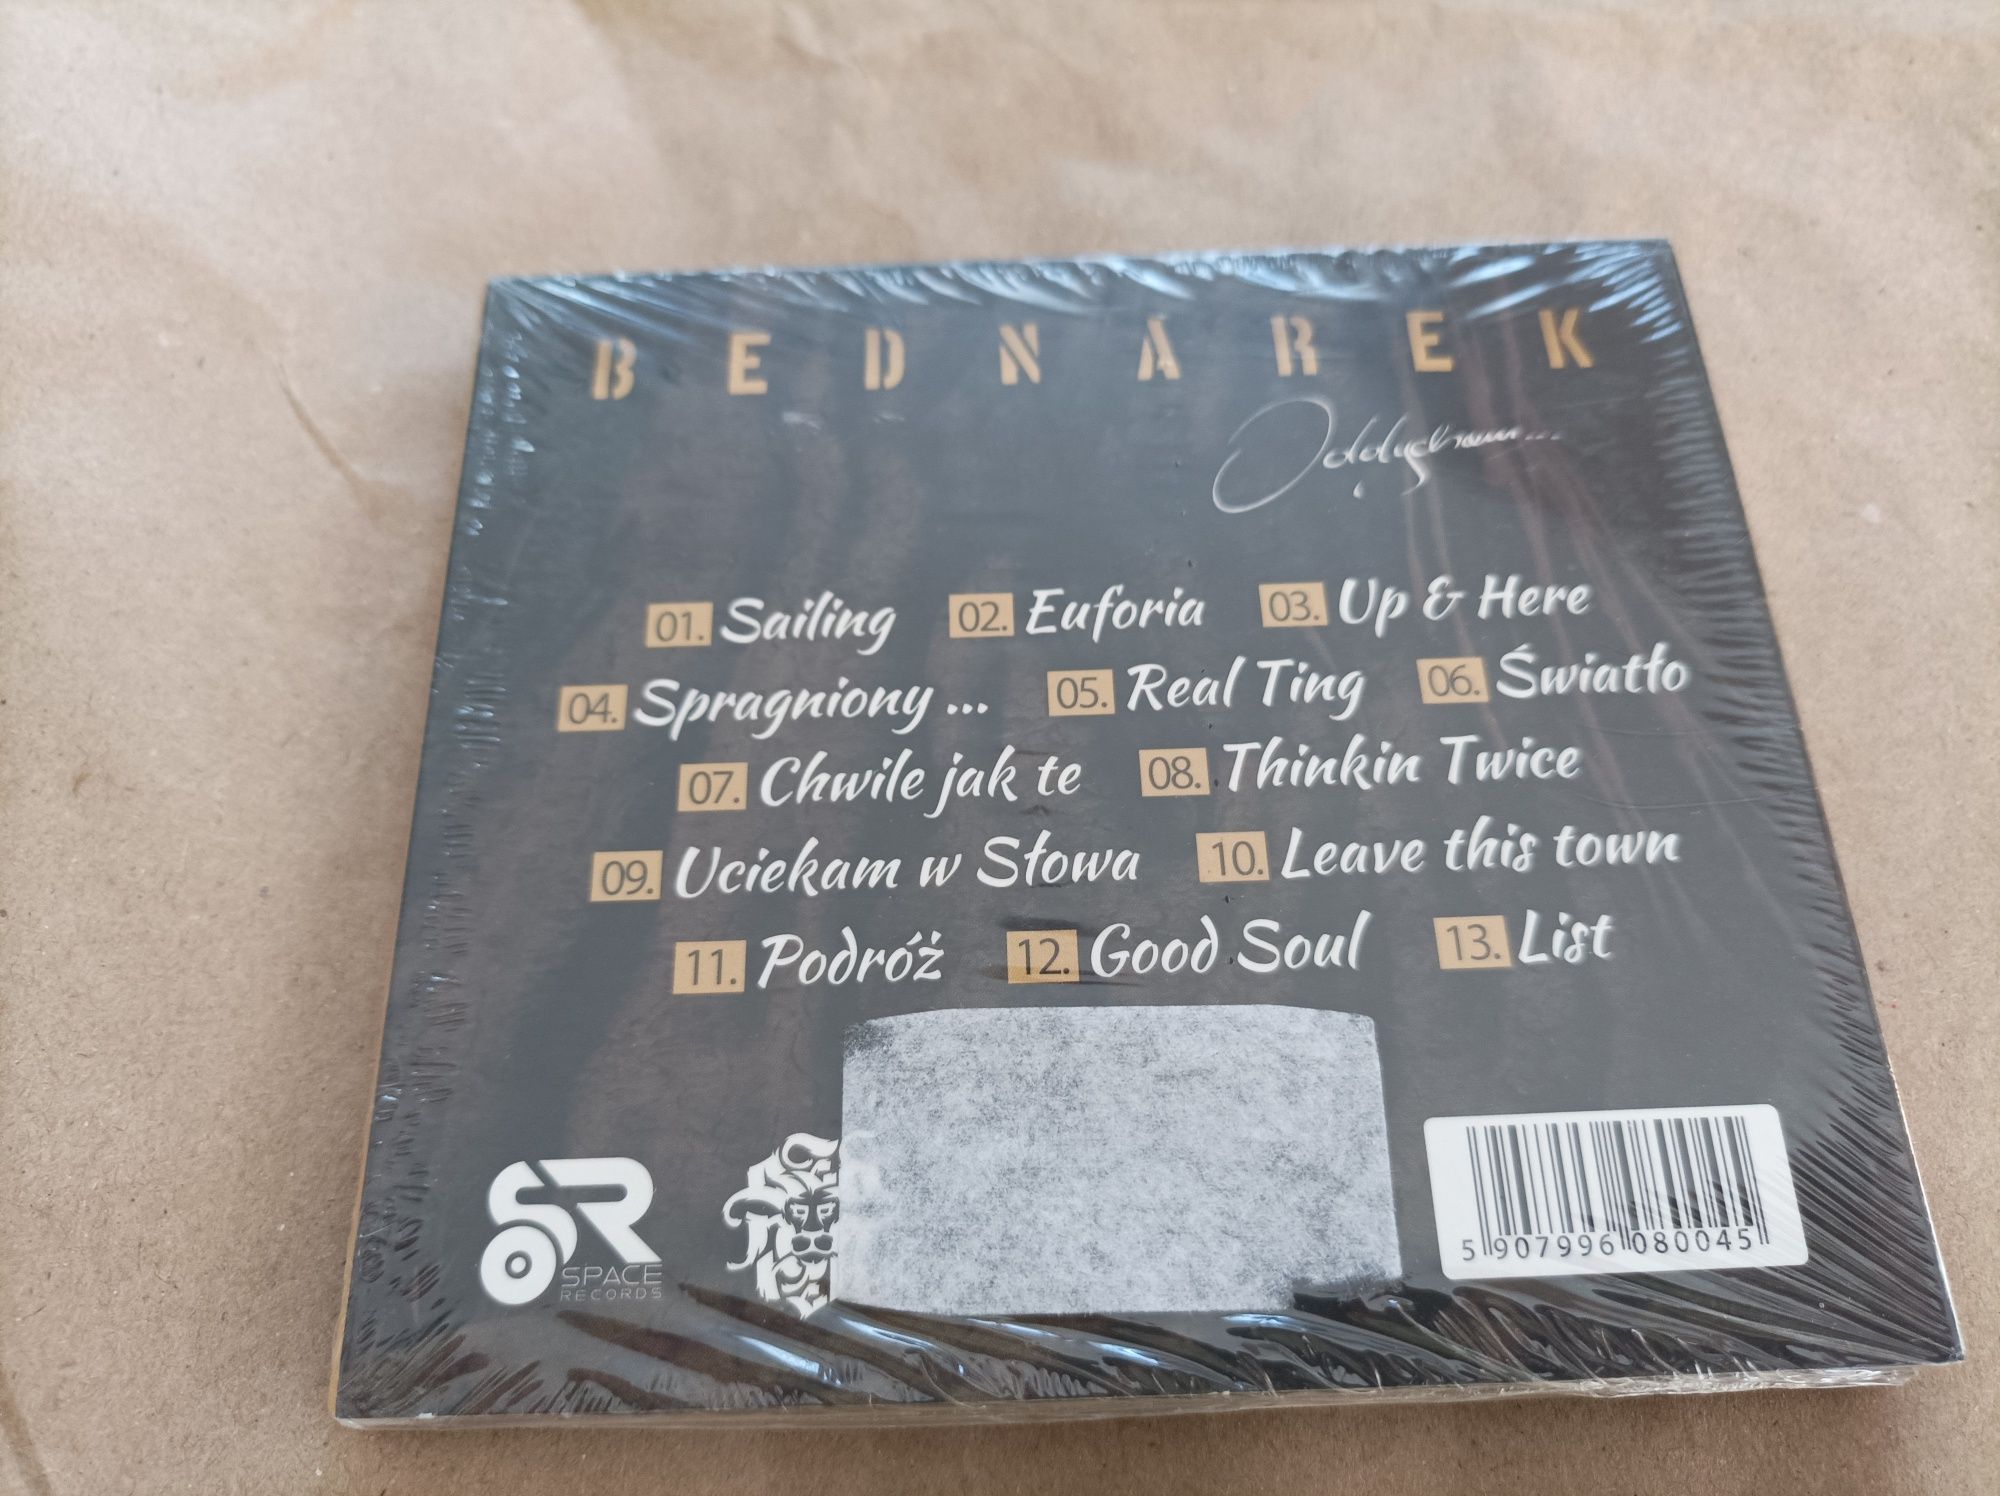 BEDNAREK
Oddycham...
01. Sailing 02. Euforia 03. Up & Here
04. Spragniony ... 05. Real Ting 06. Światło
07. Chwile jak te 08. Thinkin Twice
09. Uciekam w Słowa 10. Leave this town
11. Podróż 12. Good Soul 13. List
SR
SPACE
RECORDS
5 907996 080045